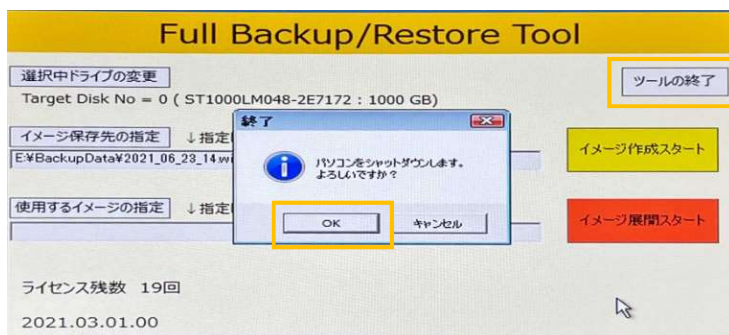 Full Backup/Restore Tool
選択中ドライブの変更
ツールの終了
Target Disk No = 0 ( ST1000LM048-2E7172 : 1000 GB)
終了
イメージ保存先の指定 ↓指定
イメージ作成スタート
E:¥BackupData¥2021_06_23_14.wi
パソコンをシャットダウンします。
よろしいですか？
使用するイメージの指定 ↓指定
OK
キャンセル
イメージ展開スタート
ライセンス残数 19回
2021.03.01.00